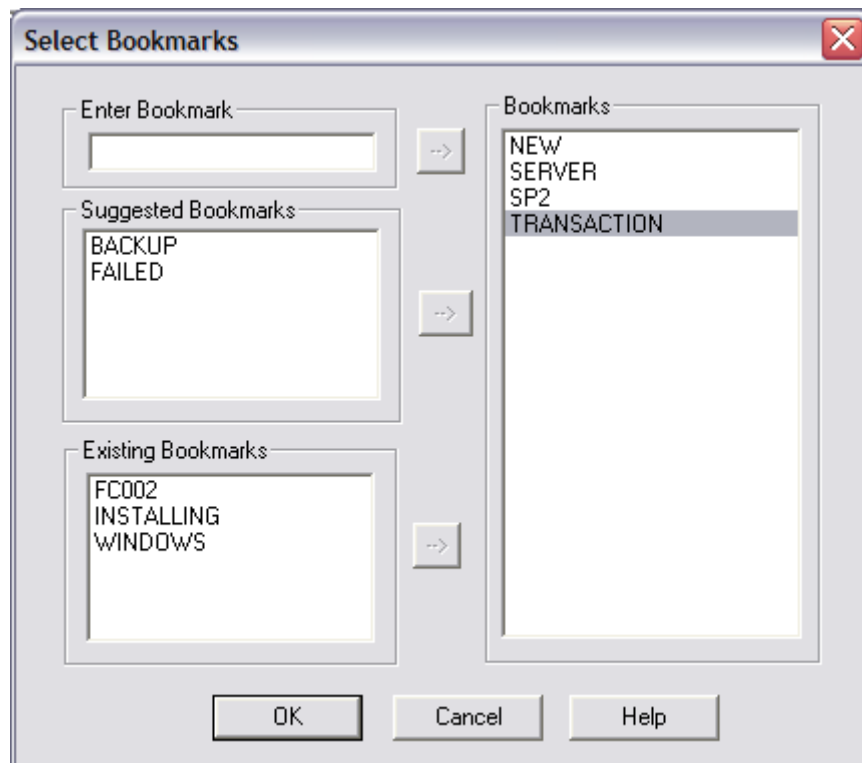 Select Bookmarks
Enter Bookmark
-->
Suggested Bookmarks
BACKUP
FAILED
-->
Existing Bookmarks
FC002
INSTALLING
WINDOWS
-->
Bookmarks
NEW
SERVER
SP2
TRANSACTION
OK
Cancel
Help